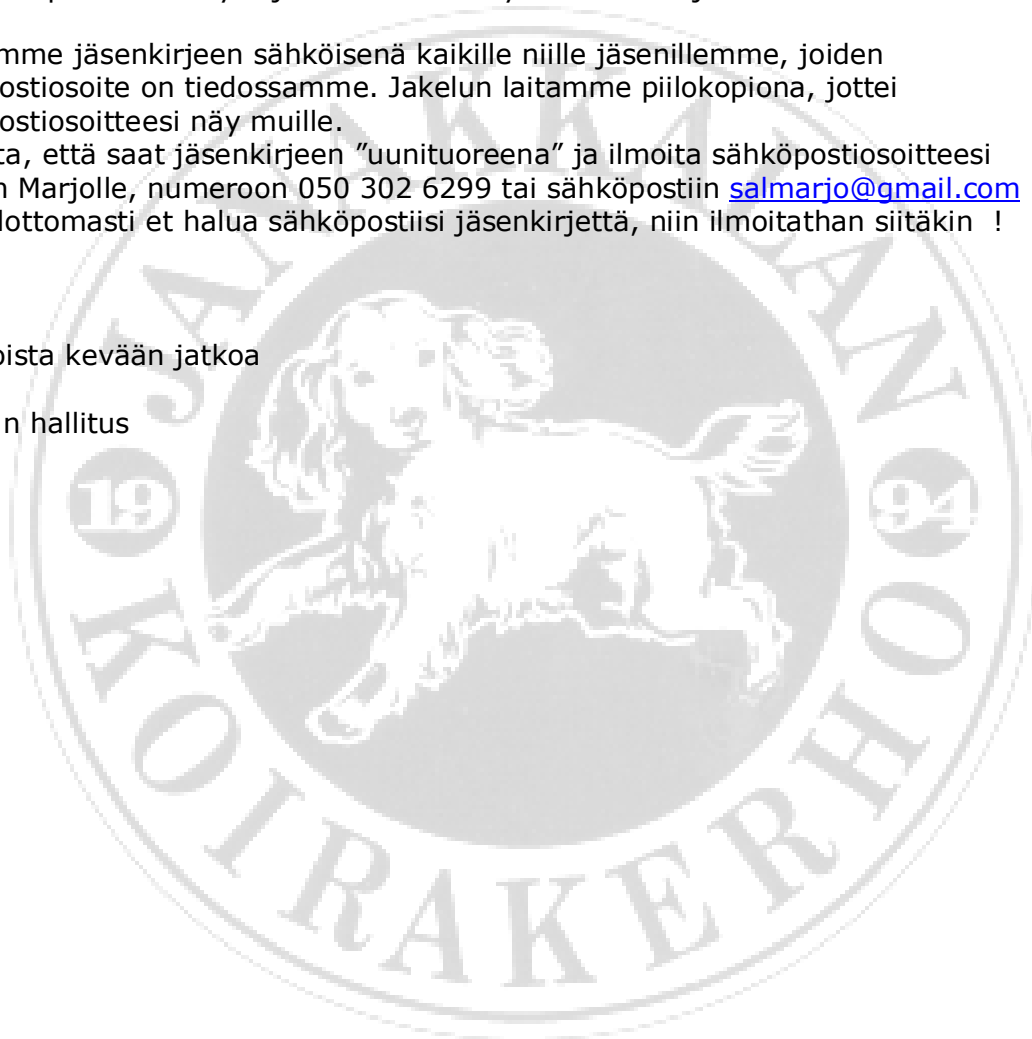 mme jäsenkirjeen sähköisenä kaikille niille jäsenillemme, joiden
ostiosoite on tiedossamme. Jakelun laitamme piilokopiona, jottei
ostiosoitteesi näy muille.
ta, että saat jäsenkirjeen ”uunituoreena” ja ilmoita sähköpostiosoitteesi
n Marjolle, numeroon 050 302 6299 tai sähköpostiin salmarjo@gmail.com
lottomasti et halua sähköpostiisi jäsenkirjettä, niin ilmoitathan siitäkin !
oista kevään jatkoa
n hallitus
JANAKKALAN
19 94
KOIRAKERHO